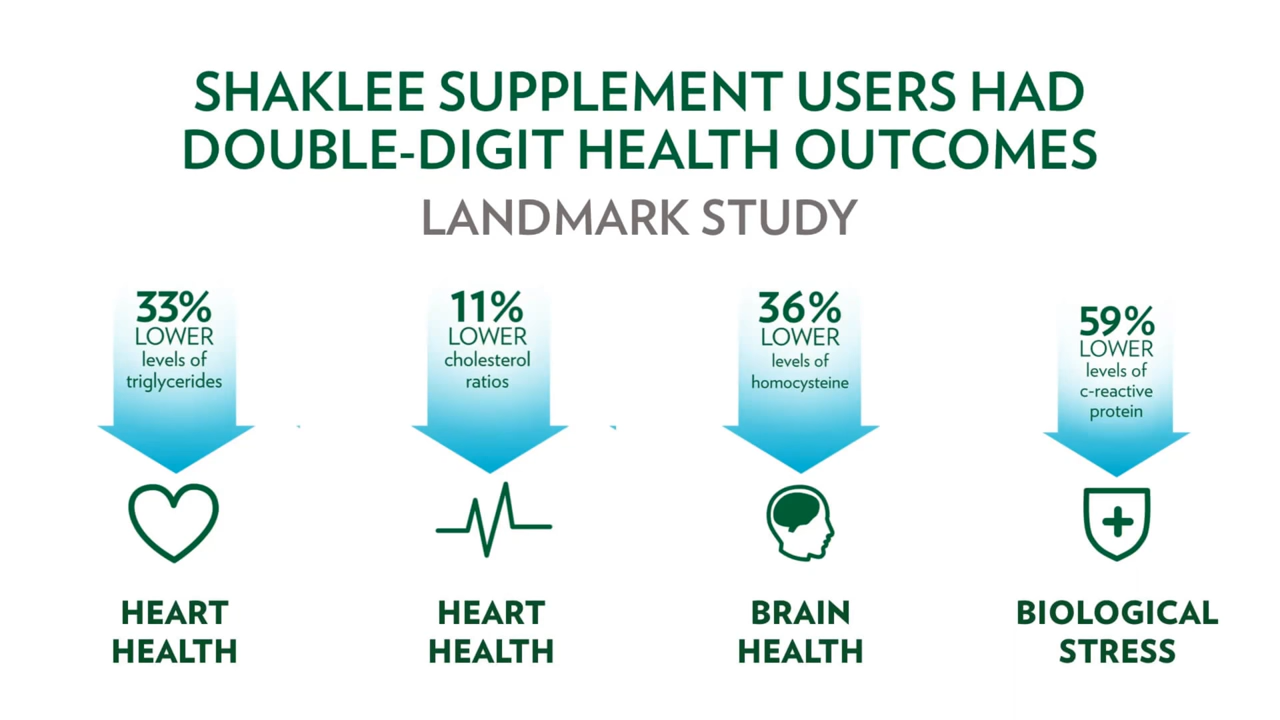 SHAKLEE SUPPLEMENT USERS HAD
DOUBLE-DIGIT HEALTH OUTCOMES
LANDMARK STUDY
33%
LOWER
levels of
triglycerides
11%
LOWER
cholesterol
ratios
36%
LOWER
levels of
homocysteine
59%
LOWER
levels of
c-reactive
protein
HEART
HEALTH
HEART
HEALTH
BRAIN
HEALTH
BIOLOGICAL
STRESS